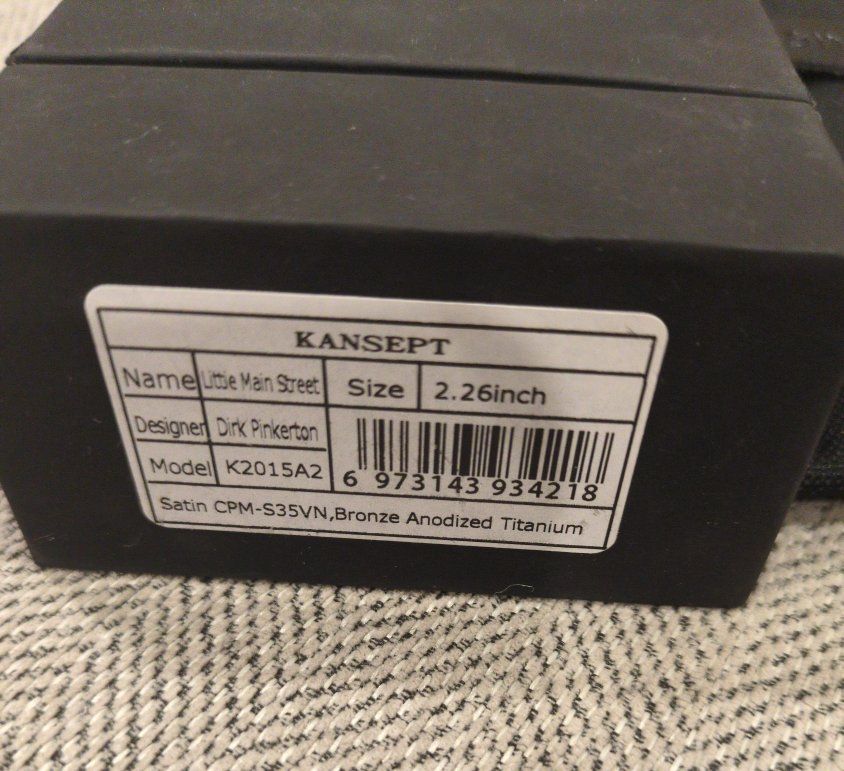 KANSEPT
Name Little Main Street Size 2.26inch
Designer Dirk Pinkerton
Model K2015A2
6 973143 934218
Satin CPM-S35VN,Bronze Anodized Titanium